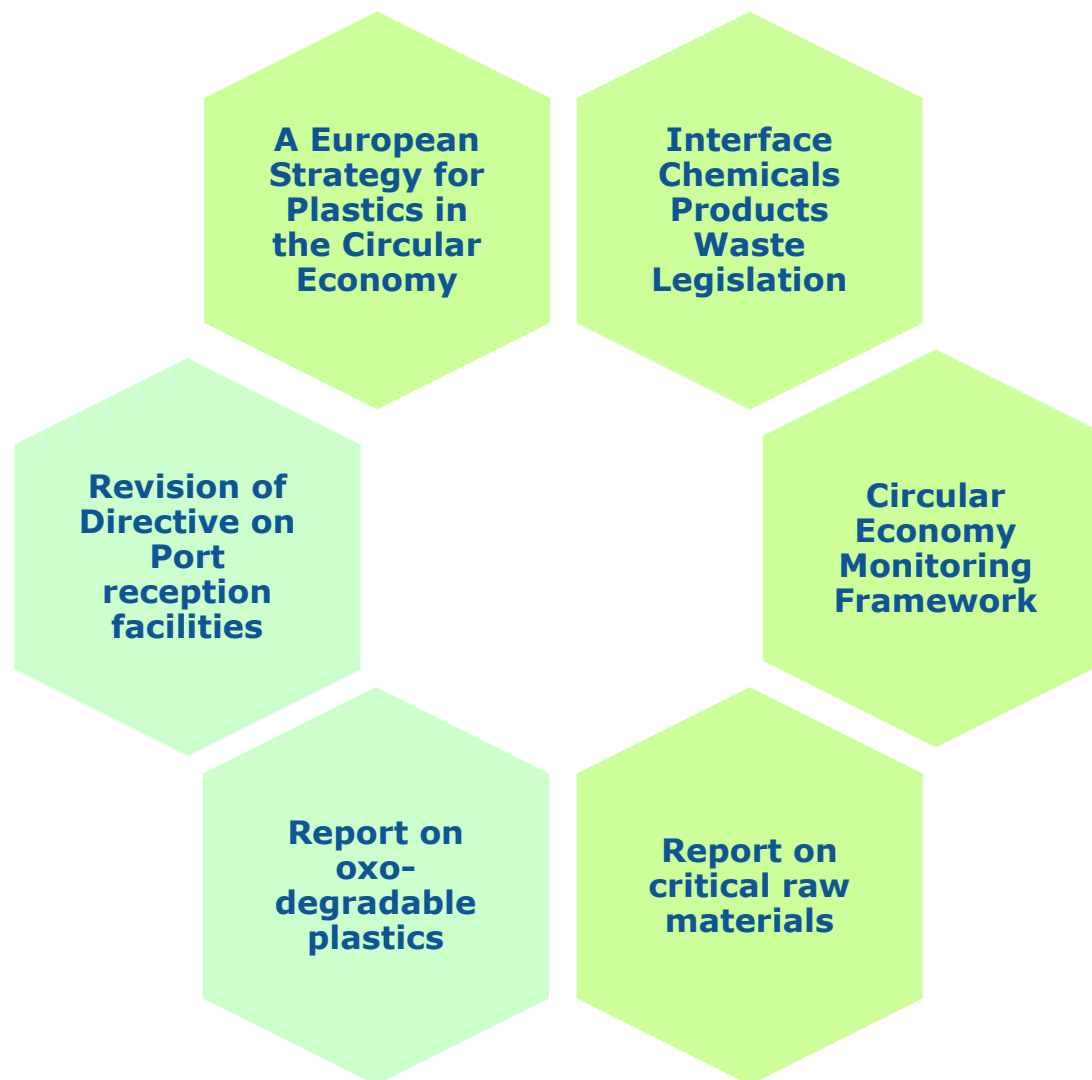 A European
Strategy for
Plastics in
the Circular
Economy
Interface
Chemicals
Products
Waste
Legislation
Revision of
Directive on
Port
reception
facilities
Circular
Economy
Monitoring
Framework
Report on
oxo-
degradable
plastics
Report on
critical raw
materials